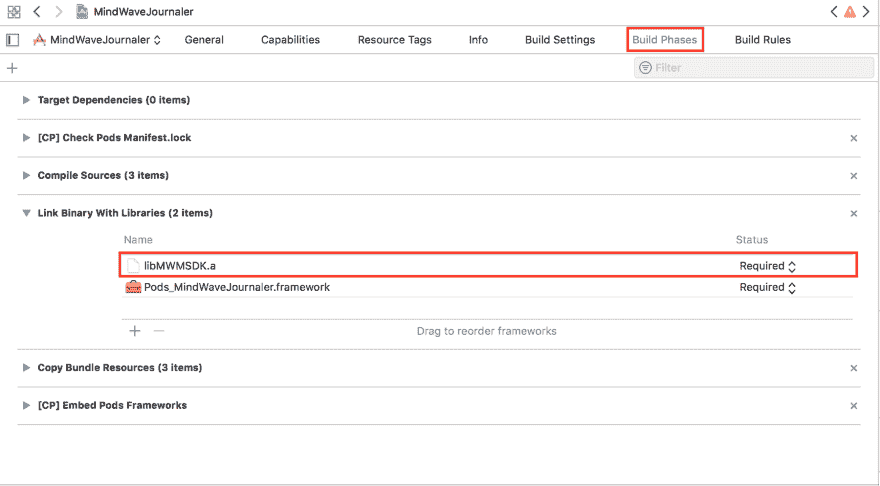 MindWaveJournaler
MindWaveJournaler General Capabilities Resource Tags Info Build Settings Build Phases Build Rules
Filter
Target Dependencies (0 items)
[CP] Check Pods Manifest.lock
Compile Sources (3 items)
Link Binary With Libraries (2 items)
Name Status
libMWMSDK.a Required
Pods_MindWaveJournaler.framework Required
Drag to reorder frameworks
Copy Bundle Resources (3 items)
[CP] Embed Pods Frameworks